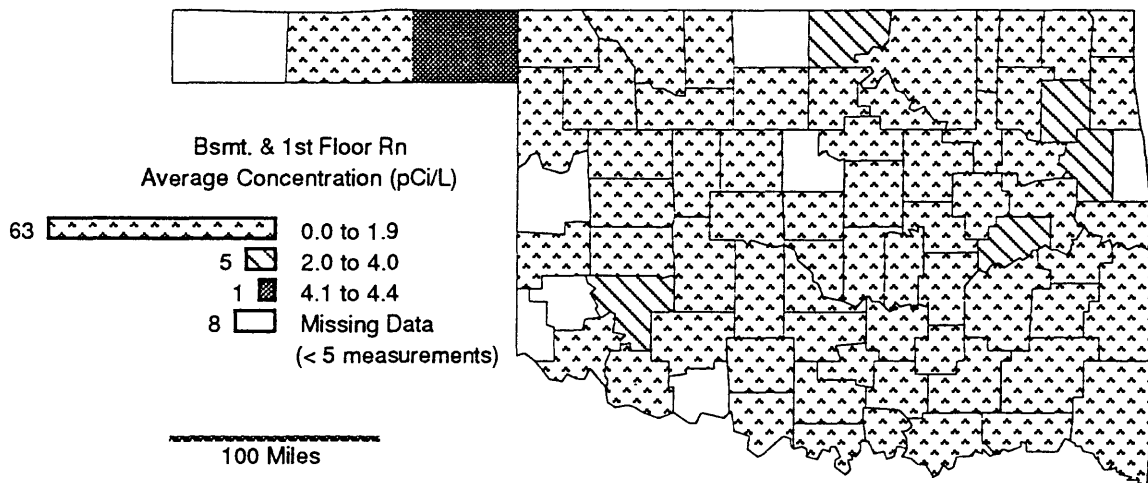 Bsmt. & 1st Floor Rn
Average Concentration (pCi/L)
63 0.0 to 1.9
5 2.0 to 4.0
1 4.1 to 4.4
8 Missing Data
(< 5 measurements)
100 Miles